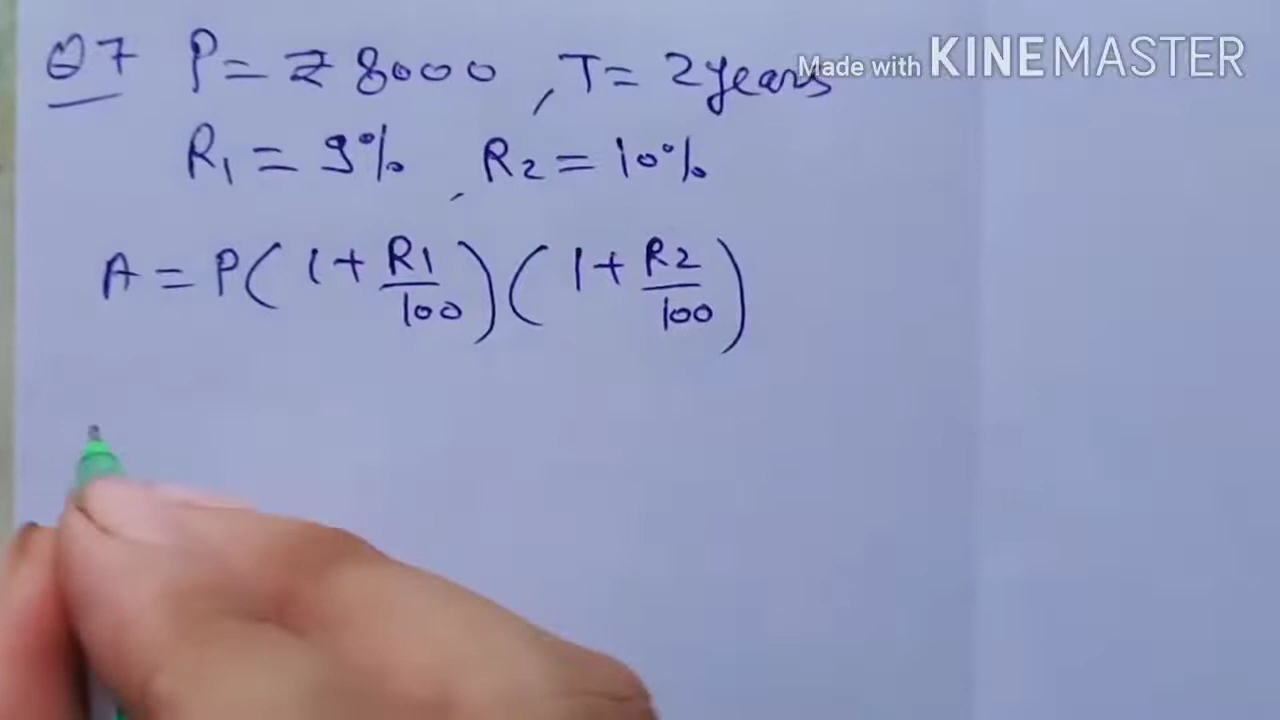 Q7 P = ₹ 8000, T = 2 years
Made with KINEMASTER
R1 = 9%, R2 = 10%
A = P(1 + R1/100)(1 + R2/100)